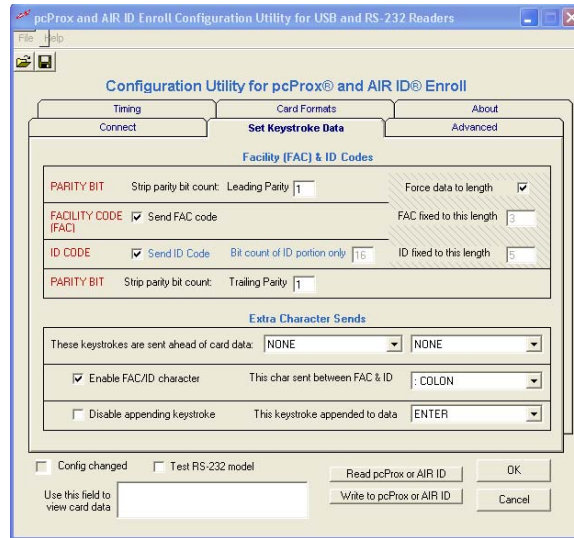 pcProx and AIR ID Enroll Configuration Utility for USB and RS-232 Readers
File Help
Configuration Utility for pcProx® and AIR ID® Enroll
Timing Card Formats About
Connect Set Keystroke Data Advanced
Facility (FAC) & ID Codes
PARITY BIT Strip parity bit count: Leading Parity 1 Force data to length
FACILITY CODE (FAC) Send FAC code FAC fixed to this length 3
ID CODE Send ID Code Bit count of ID portion only 16 ID fixed to this length 5
PARITY BIT Strip parity bit count: Trailing Parity 1
Extra Character Sends
These keystrokes are sent ahead of card data: NONE NONE
Enable FAC/ID character This char sent between FAC & ID : COLON
Disable appending keystroke This keystroke appended to data ENTER
Config changed Test RS-232 model Read pcProx or AIR ID OK
Use this field to view card data Write to pcProx or AIR ID Cancel